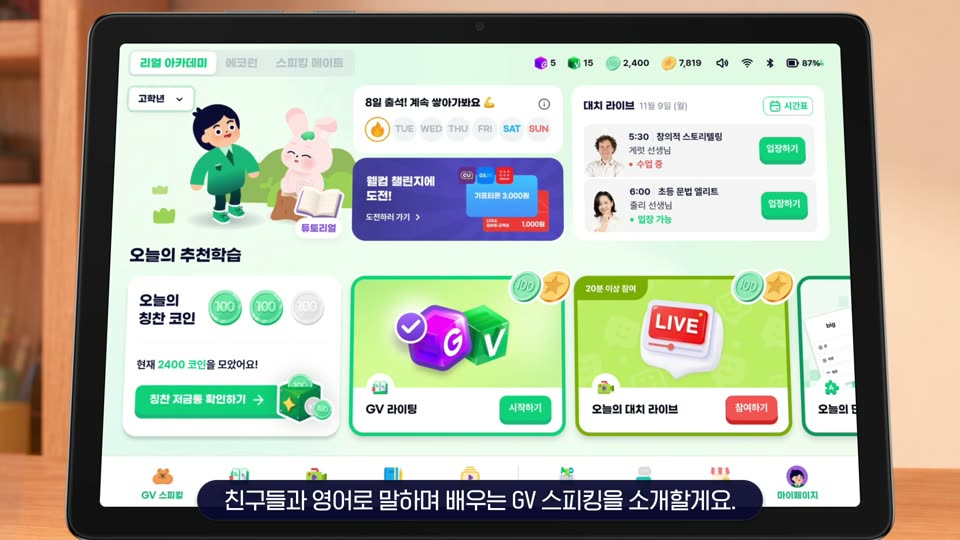 리얼 아카데미
에코런
스피킹 메이트
5
15
2,400
7,819
87%
고학년
튜토리얼
8일 출석! 계속 쌓아가봐요
TUE WED THU FRI SAT SUN
웰컴 챌린지에
도전!
도전하러 가기 >
CU
GS25
기프티콘 3,000원
1,000원
대치 라이브 11월 9일 (월)
시간표
5:30 창의적 스토리텔링
게럿 선생님
• 수업 중
입장하기
6:00 초등 문법 엘리트
줄리 선생님
• 입장 가능
입장하기
오늘의 추천학습
오늘의
칭찬 코인
100 100 100
현재 2400 코인을 모았어요!
칭찬 저금통 확인하기 →
100
100
G V
GV 라이팅
시작하기
20분 이상 참여
100
LIVE
오늘의 대치 라이브
참여하기
big
오늘의 단
GV 스피킹
마이페이지
친구들과 영어로 말하며 배우는 GV 스피킹을 소개할게요.